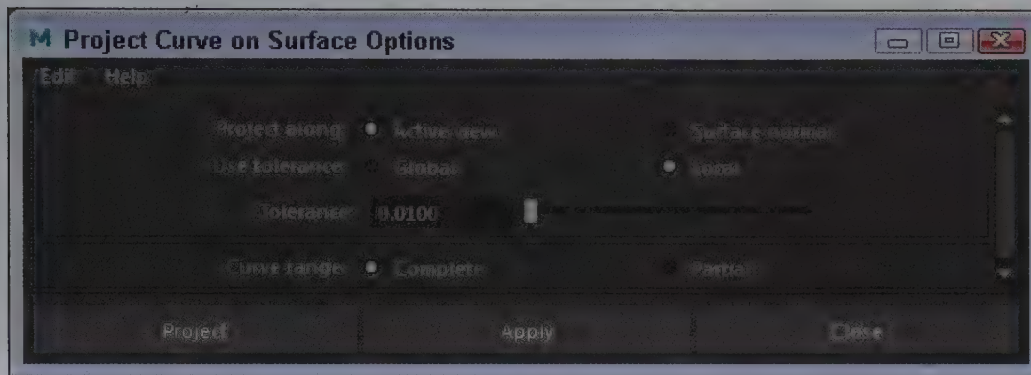 M Project Curve on Surface Options
Edit Help
Project along: Active view Surface normal
Use tolerance: Global Local
Tolerance: 0.0100
Curve range: Complete Partial
Project Apply Close